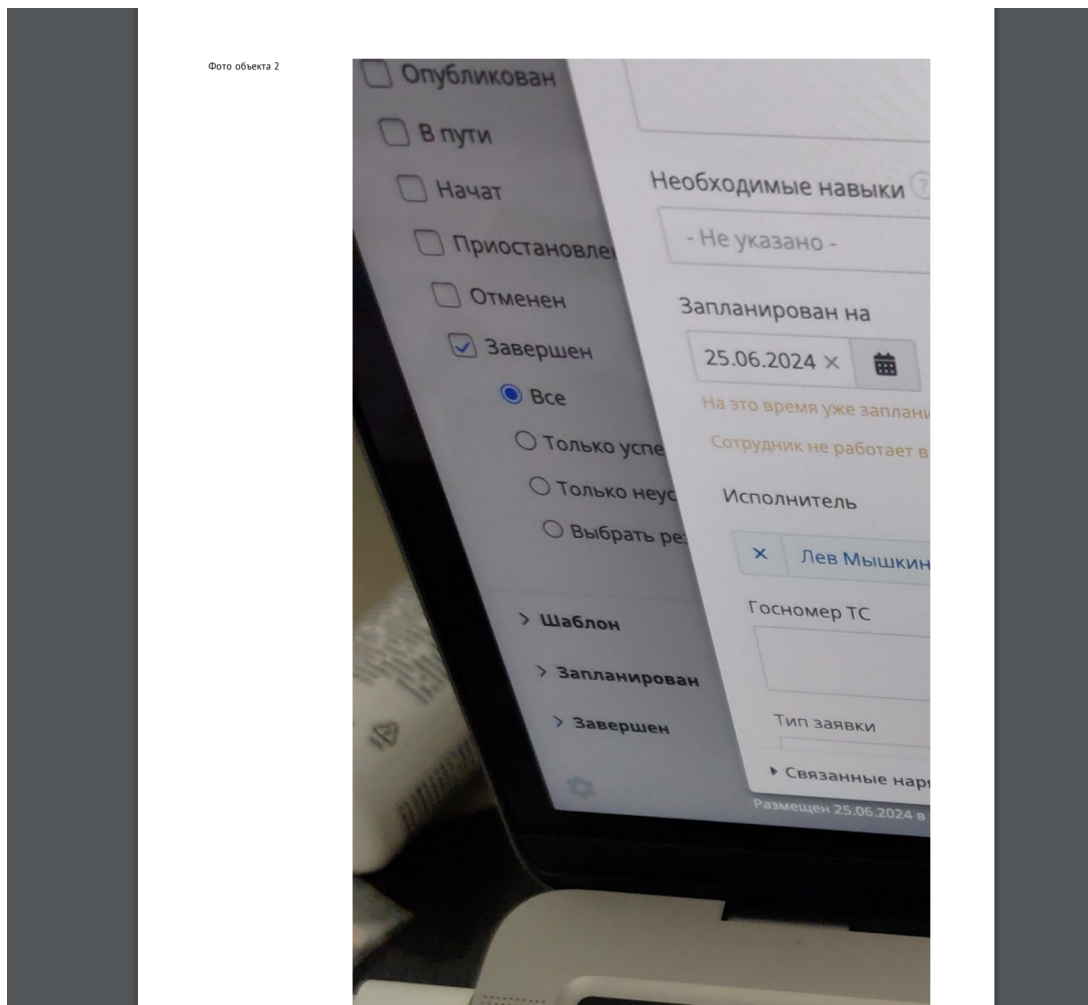 Фото объекта 2
Опубликован
В пути
Начат
Приостановле
Отменен
Завершен
Все
Только успе
Только неус
Выбрать ре
Шаблон
Запланирован
Завершен
Необходимые навыки ?
- Не указано -
Запланирован на
25.06.2024 ×
На это время уже заплани
Сотрудник не работает в
Исполнитель
× Лев Мышкин
Госномер ТС
Тип заявки
Связанные нар
Размещен 25.06.2024 в